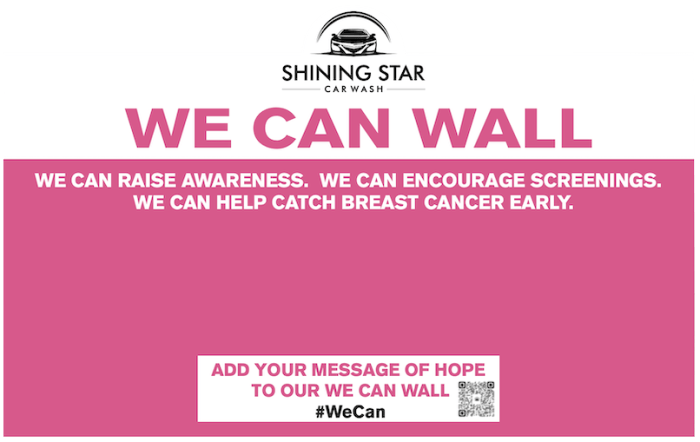 SHINING STAR
CAR WASH
WE CAN WALL
WE CAN RAISE AWARENESS.  WE CAN ENCOURAGE SCREENINGS.
WE CAN HELP CATCH BREAST CANCER EARLY.
ADD YOUR MESSAGE OF HOPE
TO OUR WE CAN WALL
#WeCan